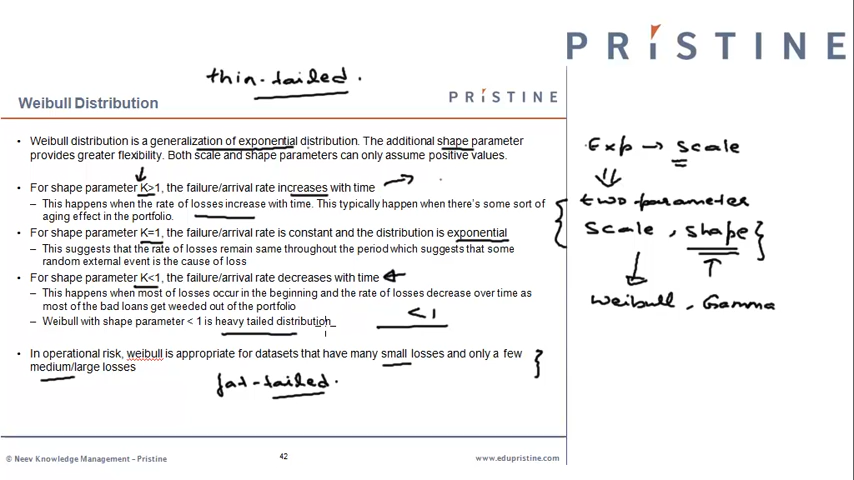 PRISTINE
thin-tailed.
Weibull Distribution
PRISTINE
• Weibull distribution is a generalization of exponential distribution. The additional shape parameter
provides greater flexibility. Both scale and shape parameters can only assume positive values.
• For shape parameter K>1, the failure/arrival rate increases with time
– This happens when the rate of losses increase with time. This typically happen when there's some sort of
aging effect in the portfolio.
• For shape parameter K=1, the failure/arrival rate is constant and the distribution is exponential
– This suggests that the rate of losses remain same throughout the period which suggests that some
random external event is the cause of loss
• For shape parameter K<1, the failure/arrival rate decreases with time
– This happens when most of losses occur in the beginning and the rate of losses decrease over time as
most of the bad loans get weeded out of the portfolio
– Weibull with shape parameter < 1 is heavy tailed distribution
<1
• In operational risk, weibull is appropriate for datasets that have many small losses and only a few
medium/large losses
fat-tailed.
Exp → Scale
two parameter
Scale, shape
Weibull, Gamma
© Neev Knowledge Management – Pristine
42
www.edupristine.com